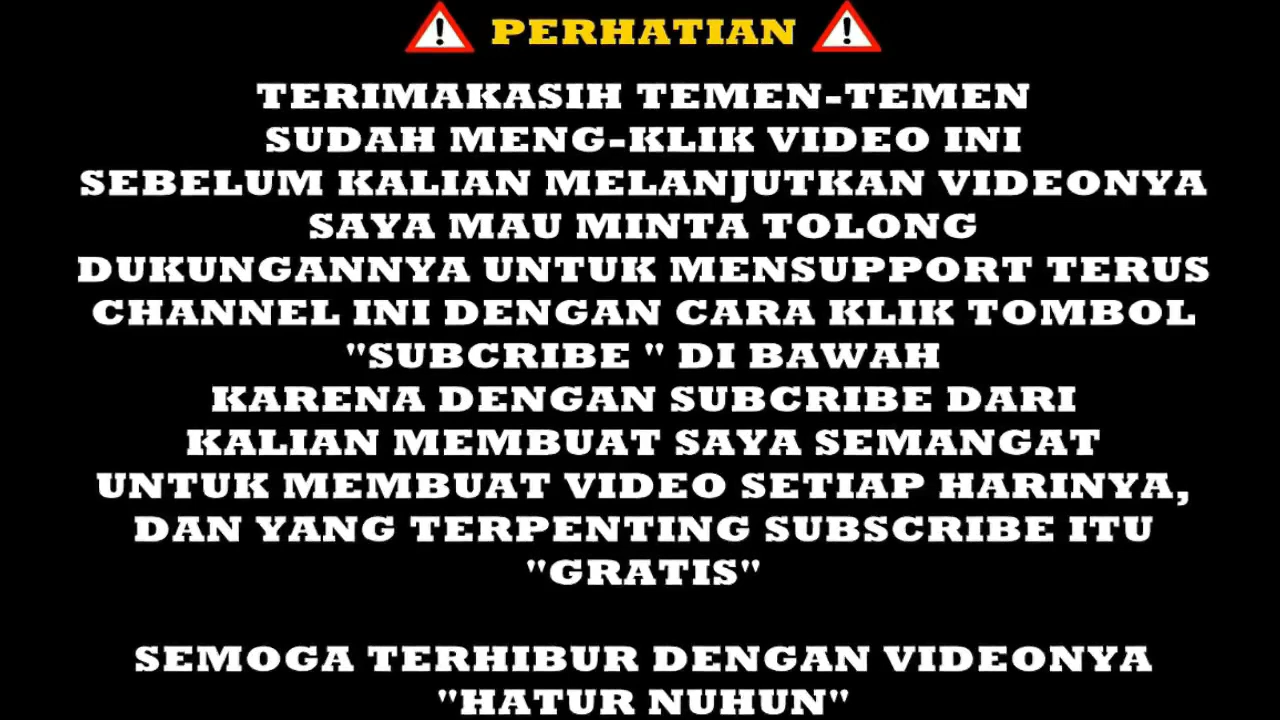 PERHATIAN
TERIMAKASIH TEMEN-TEMEN
SUDAH MENG-KLIK VIDEO INI
SEBELUM KALIAN MELANJUTKAN VIDEONYA
SAYA MAU MINTA TOLONG
DUKUNGANNYA UNTUK MENSUPPORT TERUS
CHANNEL INI DENGAN CARA KLIK TOMBOL
"SUBCRIBE " DI BAWAH
KARENA DENGAN SUBCRIBE DARI
KALIAN MEMBUAT SAYA SEMANGAT
UNTUK MEMBUAT VIDEO SETIAP HARINYA,
DAN YANG TERPENTING SUBSCRIBE ITU
"GRATIS"
SEMOGA TERHIBUR DENGAN VIDEONYA
"HATUR NUHUN"